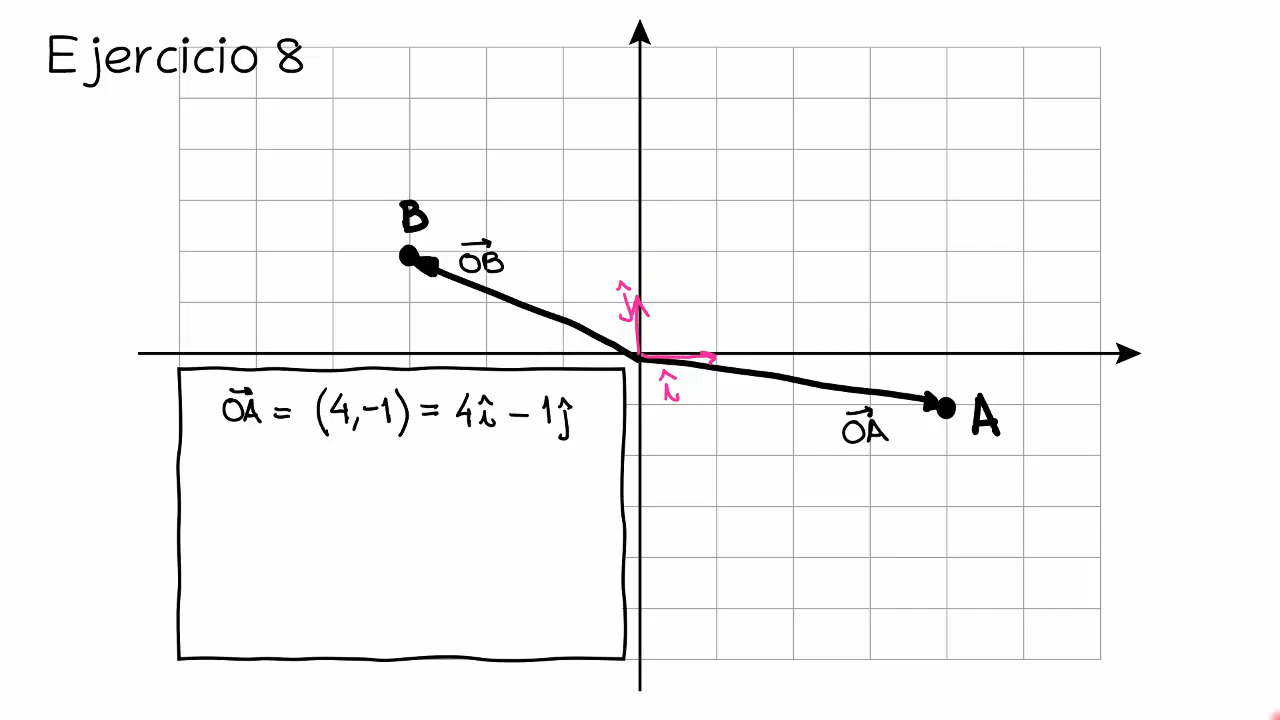 Ejercicio 8
B
OB
ĵ
î
OA
A
OA = (4,-1) = 4î - 1ĵ